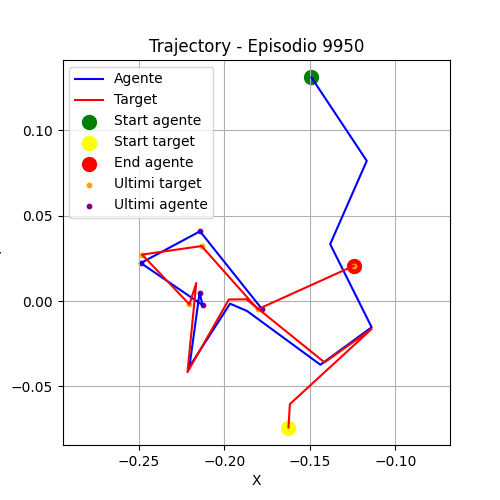 Trajectory - Episodio 9950
Agente
Target
Start agente
Start target
End agente
Ultimi target
Ultimi agente
0.10
0.05
0.00
−0.05
−0.25
−0.20
−0.15
−0.10
X